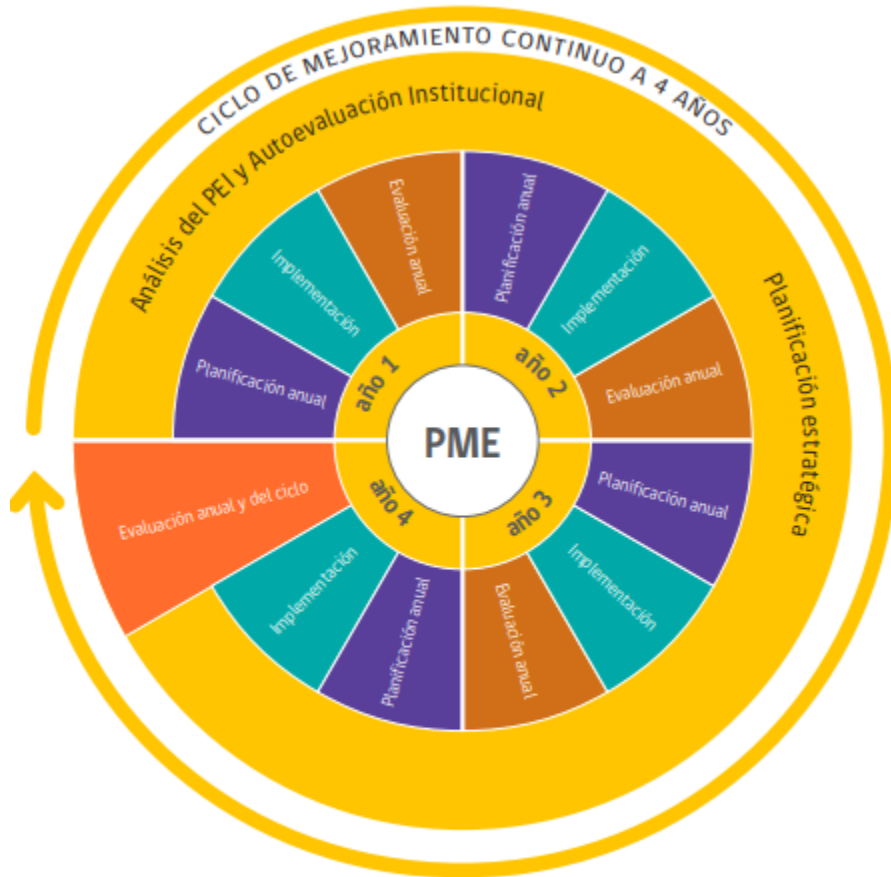 CICLO DE MEJORAMIENTO CONTINUO A 4 AÑOS
Análisis del PEI y Autoevaluación Institucional
Planificación estratégica
PME
año 1
Planificación anual
Implementación
Evaluación anual
año 2
Planificación anual
Implementación
Evaluación anual
año 3
Planificación anual
Implementación
Evaluación anual
año 4
Planificación anual
Implementación
Evaluación anual y del ciclo